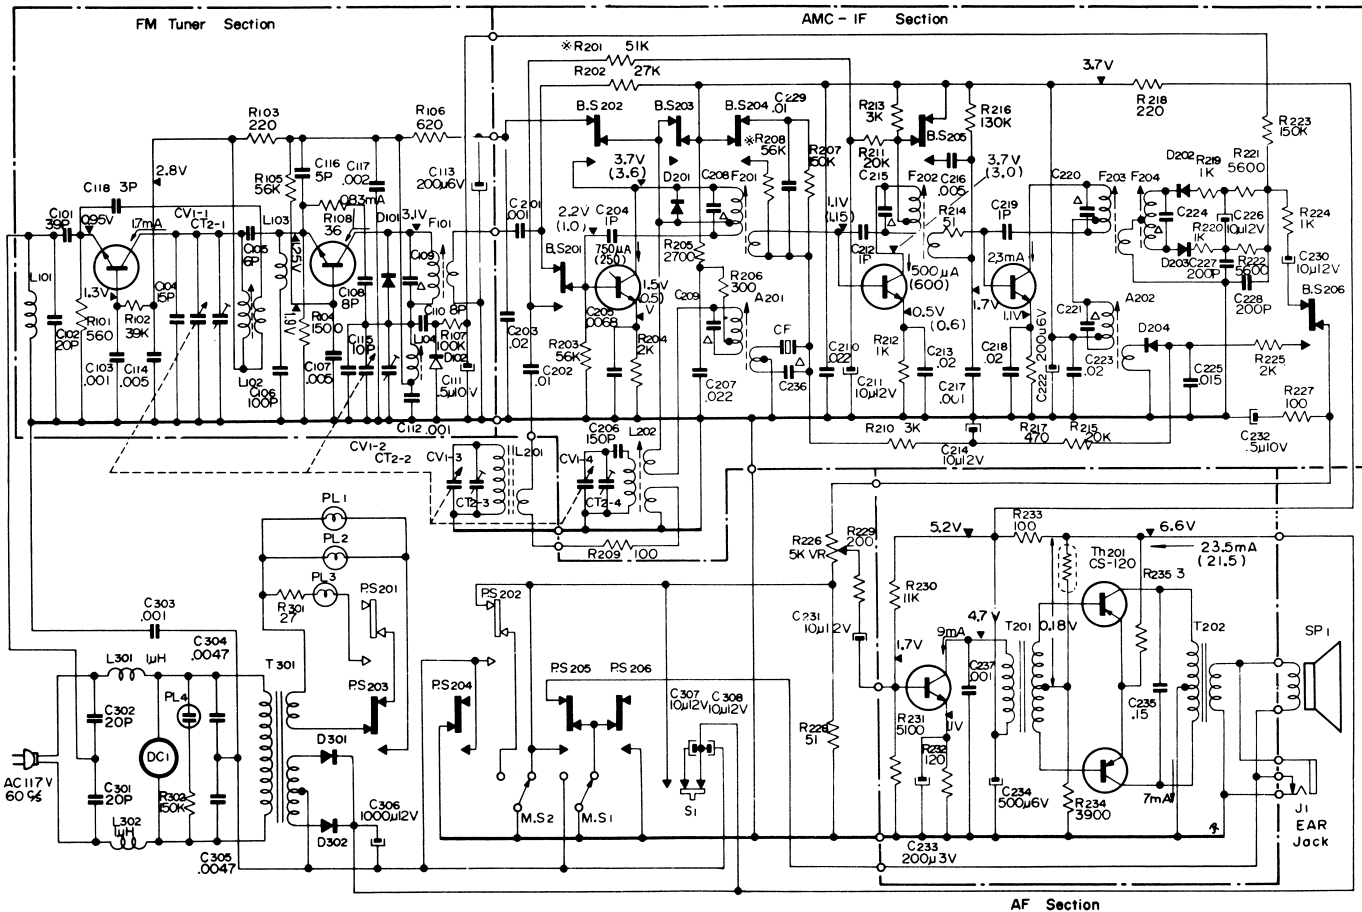 FM Tuner Section
AMC-IF Section
※R201 51K
R202 27K
3.7V
R218
220
R103
220
R106
620
B.S202
B.S203
B.S204
C229
.01
R213
3K
B.S205
R216
130K
R223
150K
2.8V
R105
56K
C116
5P
C117
.002
.083mA
C113
200μ6V
3.7V
(3.6)
※R208
56K
R207
150K
R211
20K
3.7V
(3.0)
D202
R219
1K
R221
5600
C118 3P
C101
39P
0.95V
1.7mA
CV1-1
CT2-1
L103
R108
36
D101
3.1V
F101
C201
.001
2.2V
(1.0)
C204
1P
D201
C208
F201
1.1V
(1.15)
C215
F202
C216
.005
R214
51
C219
1P
C220
F203
F204
C224
C226
10μ12V
R224
1K
C105
6P
1.25V
C109
B.S201
750μA
(250)
R205
2700
C212
1P
R220
1K
D203
C227
200P
R222
5600
C230
10μ12V
L101
1.3V
C104
15P
1.9V
C108
8P
C110 8P
1.5V
(0.5)
R206
300
A201
500μA
(600)
2.3mA
1.7V
1.1V
C228
200P
B.S206
C102
20P
R101
560
R102
39K
R104
1500
C115
10P
L104
R107
100K
D102
C203
.02
C205
.0068
C209
CF
0.5V
(0.6)
200μ6V
C222
C221
A202
D204
C103
.001
C114
.005
L102
C106
100P
C107
.005
C111
.5μ10V
C202
.01
R203
56K
R204
2K
C207
.022
C236
C210
.022
C211
10μ12V
R212
1K
C213
.02
C217
.001
C218
.02
C223
.02
C225
.015
R225
2K
R227
100
C112 .001
C206
150P
L202
R210 3K
C214
10μ12V
R217
470
R215
20K
C232
.5μ10V
CV1-2
CT2-2
CV1-3
CT2-3
L201
CV1-4
CT2-4
R209 100
PL1
PL2
PL3
R301
27
P.S201
P.S202
R226
5K VR
R229
200
5.2V
R233
100
6.6V
23.5mA
(21.5)
Th201
CS-120
R235 3
R230
11K
C231
10μ12V
C303
.001
C304
.0047
L301 1μH
T301
P.S203
P.S204
P.S205
P.S206
C307
10μ12V
C308
10μ12V
1.7V
9mA
4.7V
T201
0.18V
T202
SP1
C302
20P
PL4
C237
.001
C235
.15
R228
51
R231
5100
R232
120
DC1
D301
AC117V
60 c/s
C301
20P
R302
150K
C306
1000μ12V
M.S2
M.S1
S1
C234
500μ6V
7mA
R234
3900
J1
EAR
Jack
L302
1μH
D302
C305
.0047
C233
200μ3V
AF Section